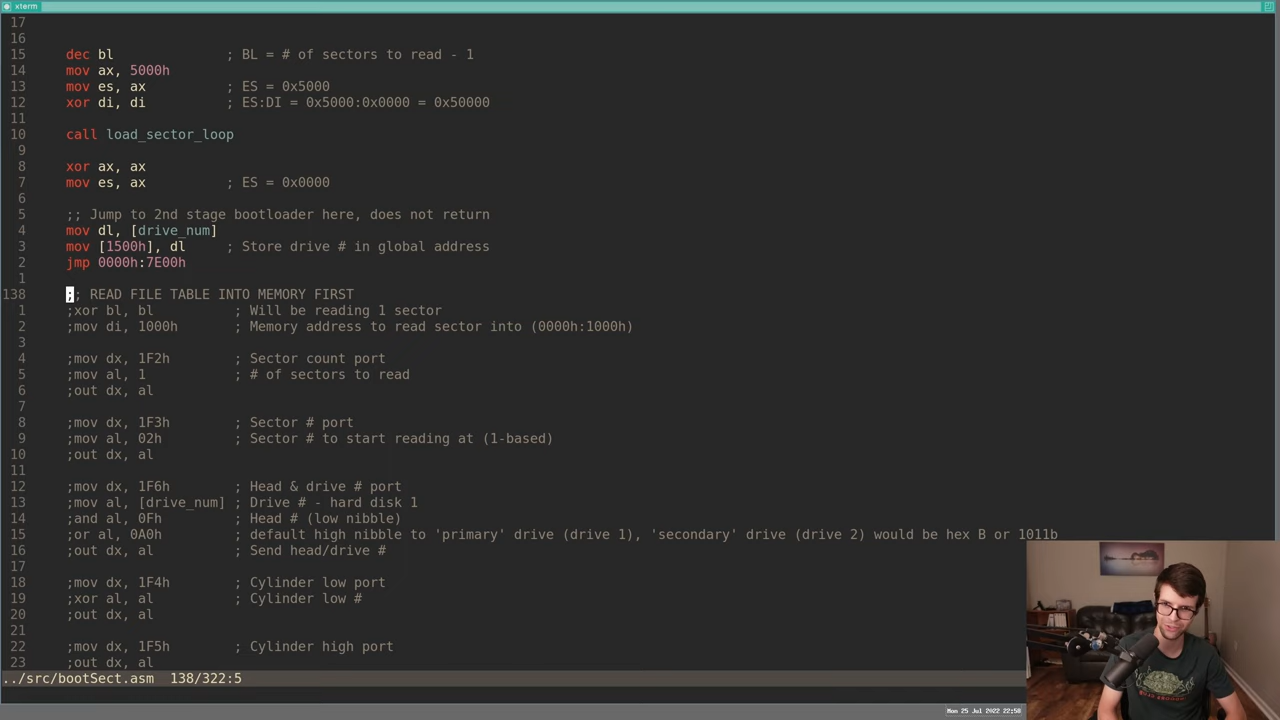 xterm
17
16
15 dec bl ; BL = # of sectors to read - 1
14 mov ax, 5000h
13 mov es, ax ; ES = 0x5000
12 xor di, di ; ES:DI = 0x5000:0x0000 = 0x50000
11
10 call load_sector_loop
9
8 xor ax, ax
7 mov es, ax ; ES = 0x0000
6
5 ;; Jump to 2nd stage bootloader here, does not return
4 mov dl, [drive_num]
3 mov [1500h], dl ; Store drive # in global address
2 jmp 0000h:7E00h
1
138 ;; READ FILE TABLE INTO MEMORY FIRST
1 ;xor bl, bl ; Will be reading 1 sector
2 ;mov di, 1000h ; Memory address to read sector into (0000h:1000h)
3
4 ;mov dx, 1F2h ; Sector count port
5 ;mov al, 1 ; # of sectors to read
6 ;out dx, al
7
8 ;mov dx, 1F3h ; Sector # port
9 ;mov al, 02h ; Sector # to start reading at (1-based)
10 ;out dx, al
11
12 ;mov dx, 1F6h ; Head & drive # port
13 ;mov al, [drive_num] ; Drive # - hard disk 1
14 ;and al, 0Fh ; Head # (low nibble)
15 ;or al, 0A0h ; default high nibble to 'primary' drive (drive 1), 'secondary' drive (drive 2) would be hex B or 1011b
16 ;out dx, al ; Send head/drive #
17
18 ;mov dx, 1F4h ; Cylinder low port
19 ;xor al, al ; Cylinder low #
20 ;out dx, al
21
22 ;mov dx, 1F5h ; Cylinder high port
23 ;out dx, al
../src/bootSect.asm 138/322:5
Mon 25 Jul 2022 22:58